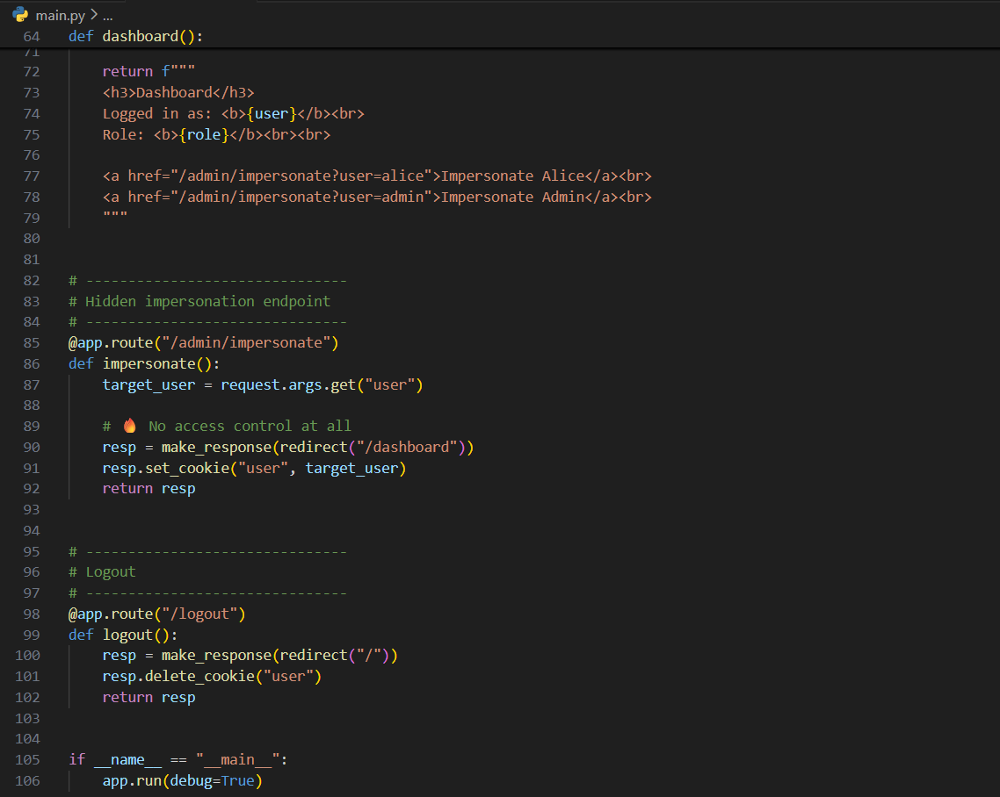 main.py > ...
64 def dashboard():
71
72 return f"""
73 <h3>Dashboard</h3>
74 Logged in as: <b>{user}</b><br>
75 Role: <b>{role}</b><br><br>
76
77 <a href="/admin/impersonate?user=alice">Impersonate Alice</a><br>
78 <a href="/admin/impersonate?user=admin">Impersonate Admin</a><br>
79 """
80
81
82 # -------------------------------
83 # Hidden impersonation endpoint
84 # -------------------------------
85 @app.route("/admin/impersonate")
86 def impersonate():
87 target_user = request.args.get("user")
88
89 # 🔥 No access control at all
90 resp = make_response(redirect("/dashboard"))
91 resp.set_cookie("user", target_user)
92 return resp
93
94
95 # -------------------------------
96 # Logout
97 # -------------------------------
98 @app.route("/logout")
99 def logout():
100 resp = make_response(redirect("/"))
101 resp.delete_cookie("user")
102 return resp
103
104
105 if __name__ == "__main__":
106 app.run(debug=True)